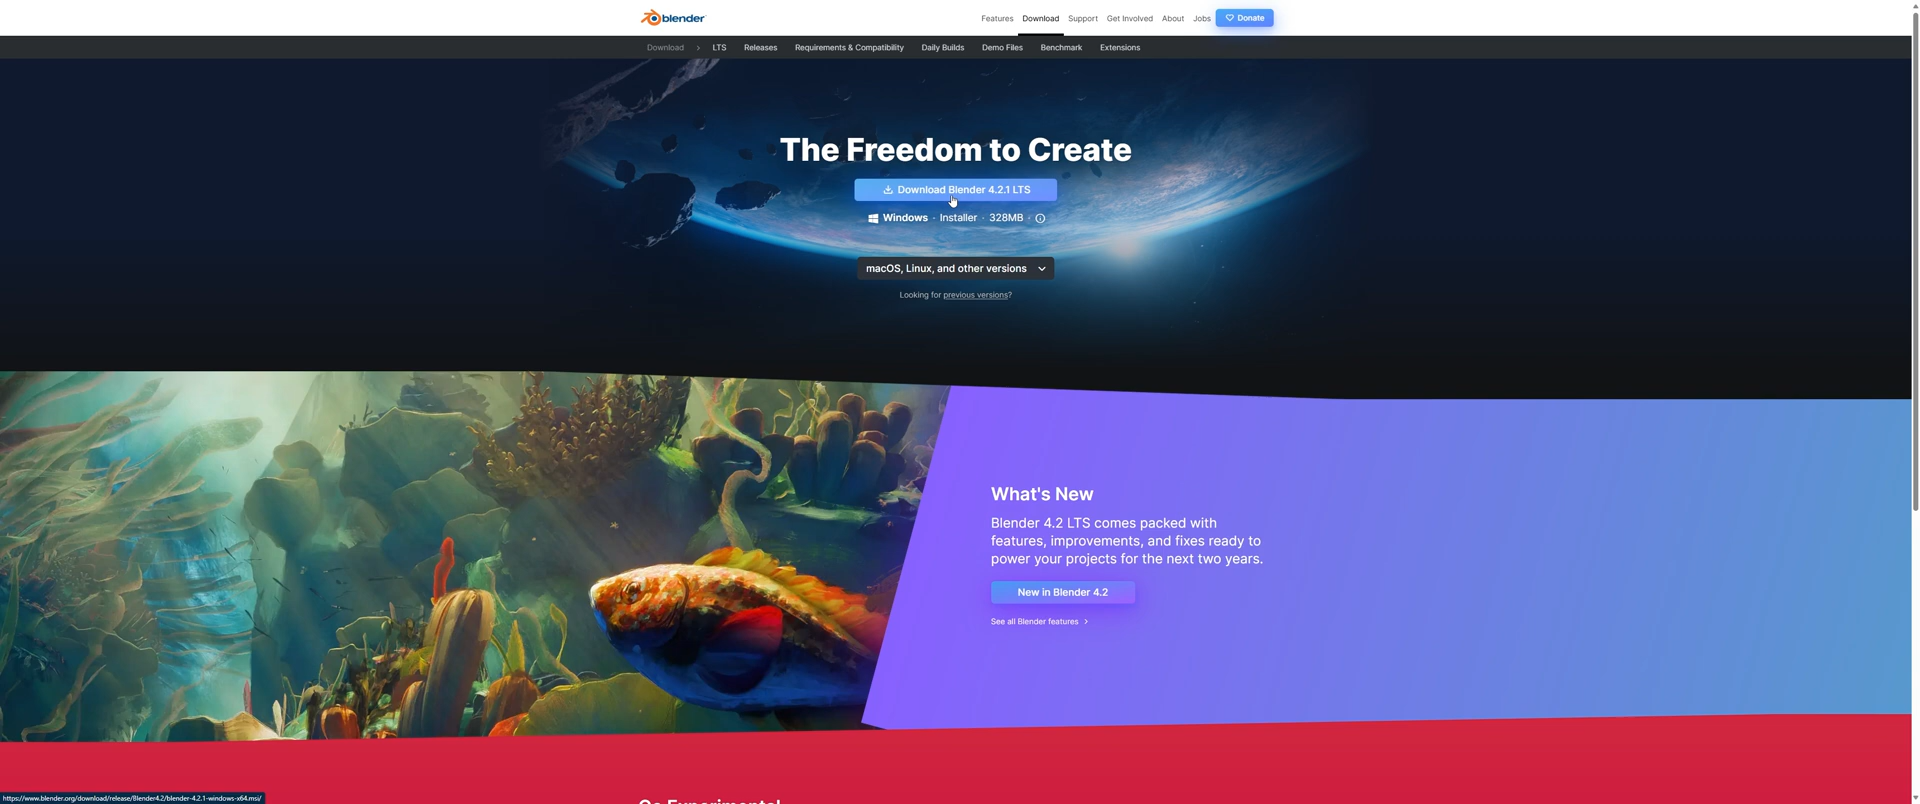 blender
Features Download Support Get Involved About Jobs Donate
Download › LTS Releases Requirements & Compatibility Daily Builds Demo Files Benchmark Extensions
The Freedom to Create
Download Blender 4.2.1 LTS
Windows · Installer · 328MB ·
macOS, Linux, and other versions
Looking for previous versions?
What's New
Blender 4.2 LTS comes packed with
features, improvements, and fixes ready to
power your projects for the next two years.
New in Blender 4.2
See all Blender features ›
https://www.blender.org/download/release/Blender4.2/blender-4.2.1-windows-x64.msi/
Go Experimental